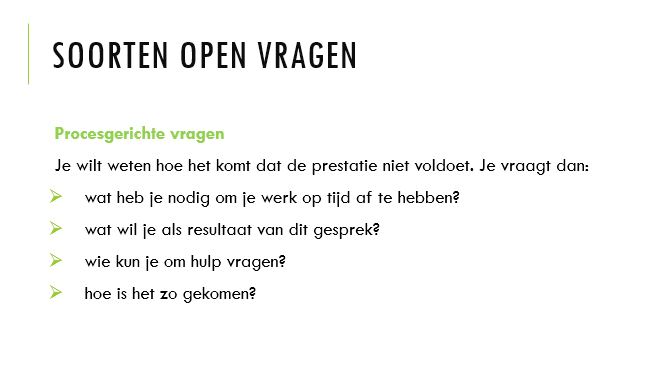 SOORTEN OPEN VRAGEN
Procesgerichte vragen
Je wilt weten hoe het komt dat de prestatie niet voldoet. Je vraagt dan:
wat heb je nodig om je werk op tijd af te hebben?
wat wil je als resultaat van dit gesprek?
wie kun je om hulp vragen?
hoe is het zo gekomen?